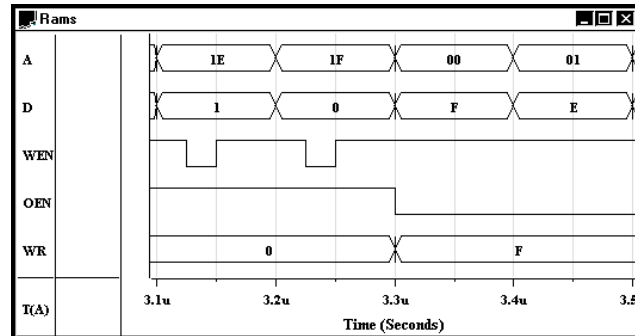 Rams
A 1E 1F 00 01
D 1 0 F E
WEN
OEN
WR 0 F
T(A) 3.1u 3.2u 3.3u 3.4u 3.5
Time (Seconds)